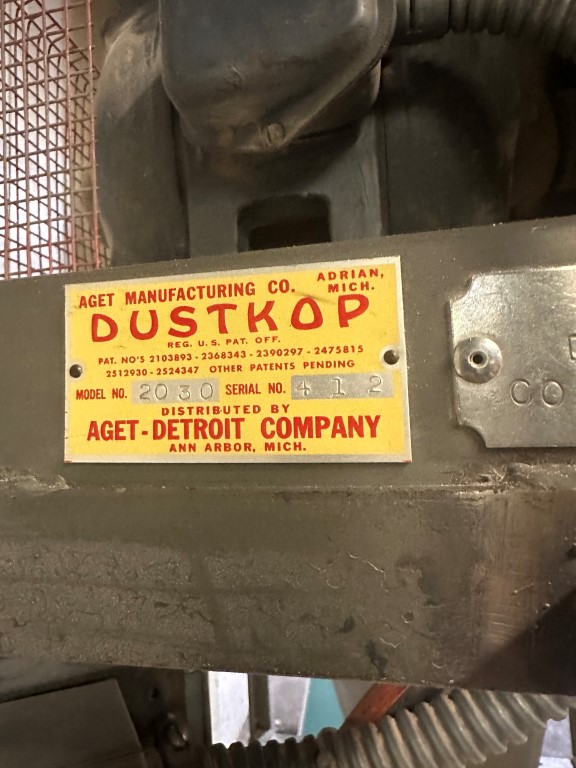 AGET MANUFACTURING CO. ADRIAN, MICH.
DUSTKOP
REG. U.S. PAT. OFF.
PAT. NO'S 2103893 - 2368343 - 2390297 - 2475815
2512930 - 2524347 OTHER PATENTS PENDING
MODEL NO. 2030 SERIAL NO. 412
DISTRIBUTED BY
AGET-DETROIT COMPANY
ANN ARBOR, MICH.
CO